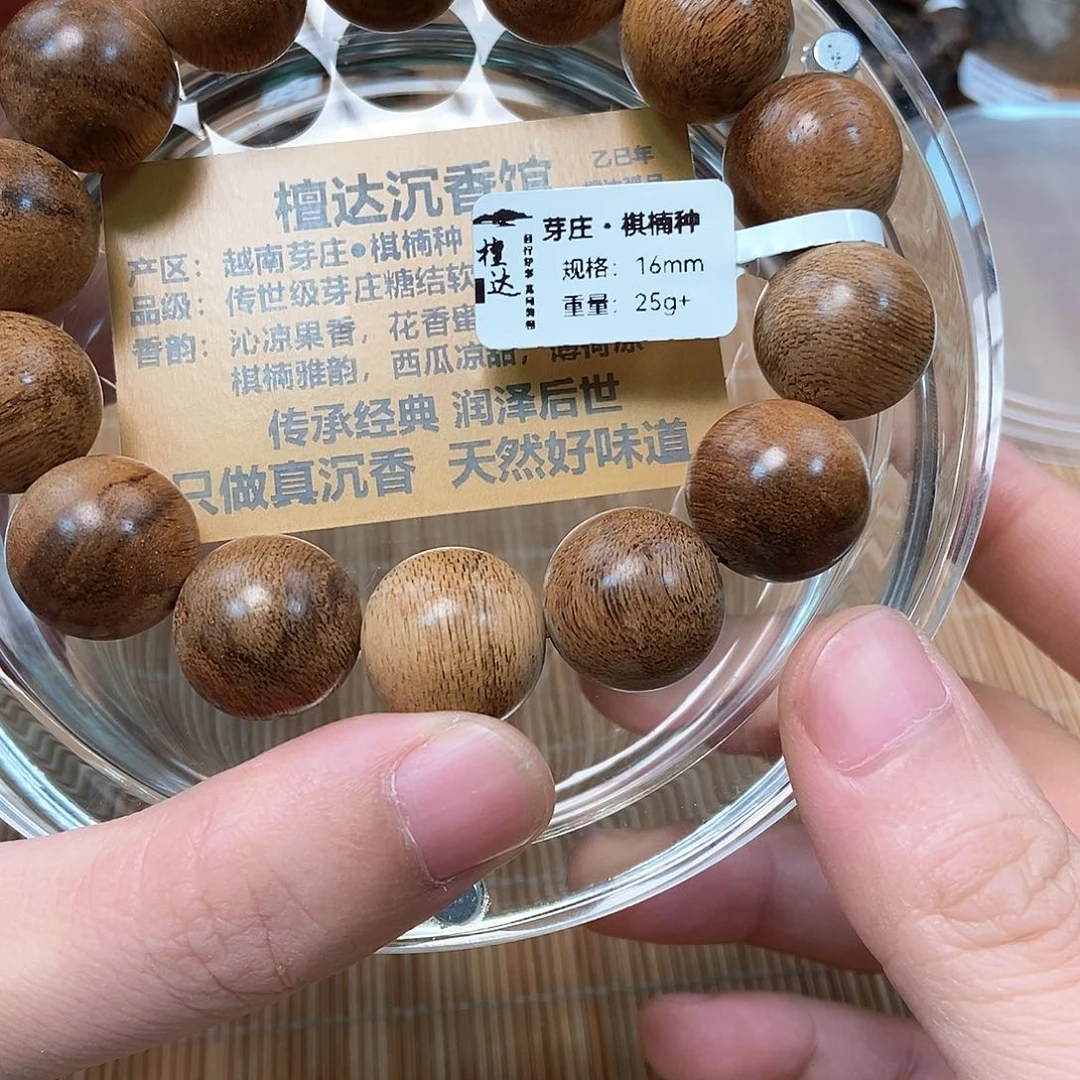 檀达沉香馆
乙巳年
产区：越南芽庄●棋楠种
品级：传世级芽庄糖结软
香韵：沁凉果香，花香蜜
棋楠雅韵，西瓜凉甜，薄荷凉
传承经典 润泽后世
只做真沉香 天然好味道
檀达
芽庄·棋楠种
规格：16mm
重量：25g+